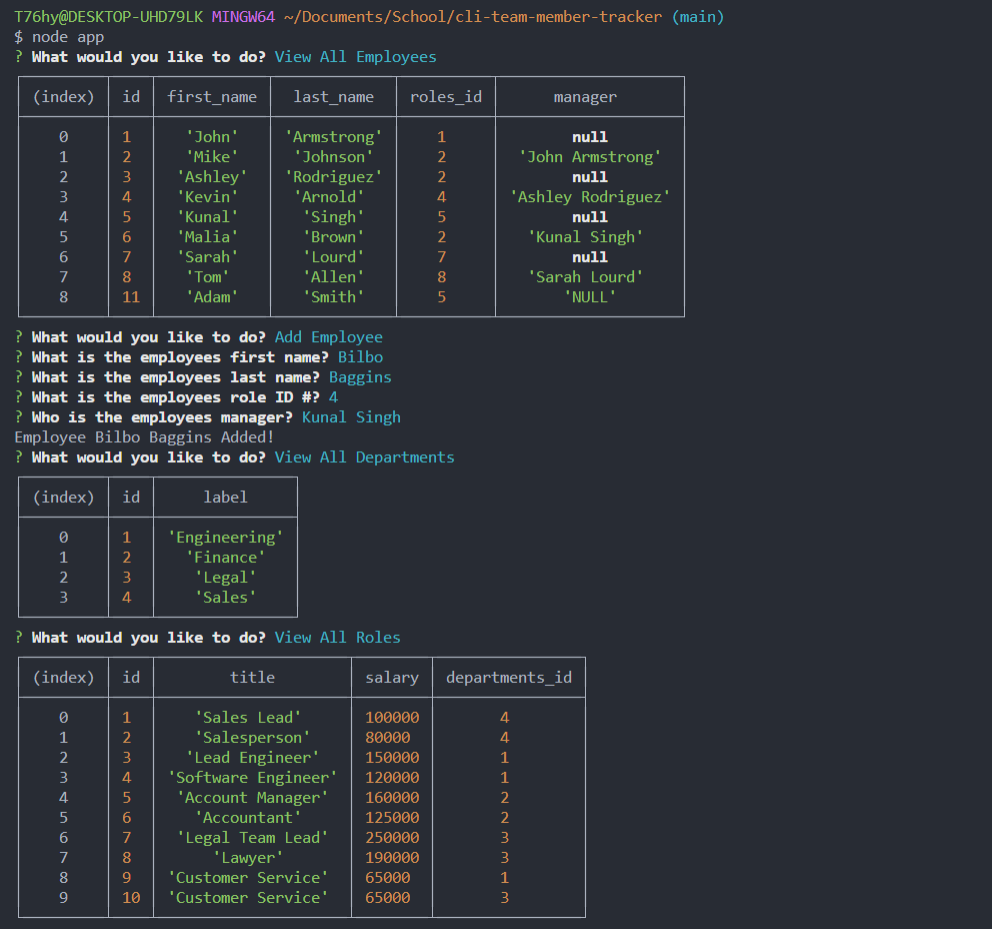 T76hy@DESKTOP-UHD79LK MINGW64 ~/Documents/School/cli-team-member-tracker (main)
$ node app
? What would you like to do? View All Employees
(index) id first_name last_name roles_id manager
0 1 'John' 'Armstrong' 1 null
1 2 'Mike' 'Johnson' 2 'John Armstrong'
2 3 'Ashley' 'Rodriguez' 2 null
3 4 'Kevin' 'Arnold' 4 'Ashley Rodriguez'
4 5 'Kunal' 'Singh' 5 null
5 6 'Malia' 'Brown' 2 'Kunal Singh'
6 7 'Sarah' 'Lourd' 7 null
7 8 'Tom' 'Allen' 8 'Sarah Lourd'
8 11 'Adam' 'Smith' 5 'NULL'
? What would you like to do? Add Employee
? What is the employees first name? Bilbo
? What is the employees last name? Baggins
? What is the employees role ID #? 4
? Who is the employees manager? Kunal Singh
Employee Bilbo Baggins Added!
? What would you like to do? View All Departments
(index) id label
0 1 'Engineering'
1 2 'Finance'
2 3 'Legal'
3 4 'Sales'
? What would you like to do? View All Roles
(index) id title salary departments_id
0 1 'Sales Lead' 100000 4
1 2 'Salesperson' 80000 4
2 3 'Lead Engineer' 150000 1
3 4 'Software Engineer' 120000 1
4 5 'Account Manager' 160000 2
5 6 'Accountant' 125000 2
6 7 'Legal Team Lead' 250000 3
7 8 'Lawyer' 190000 3
8 9 'Customer Service' 65000 1
9 10 'Customer Service' 65000 3